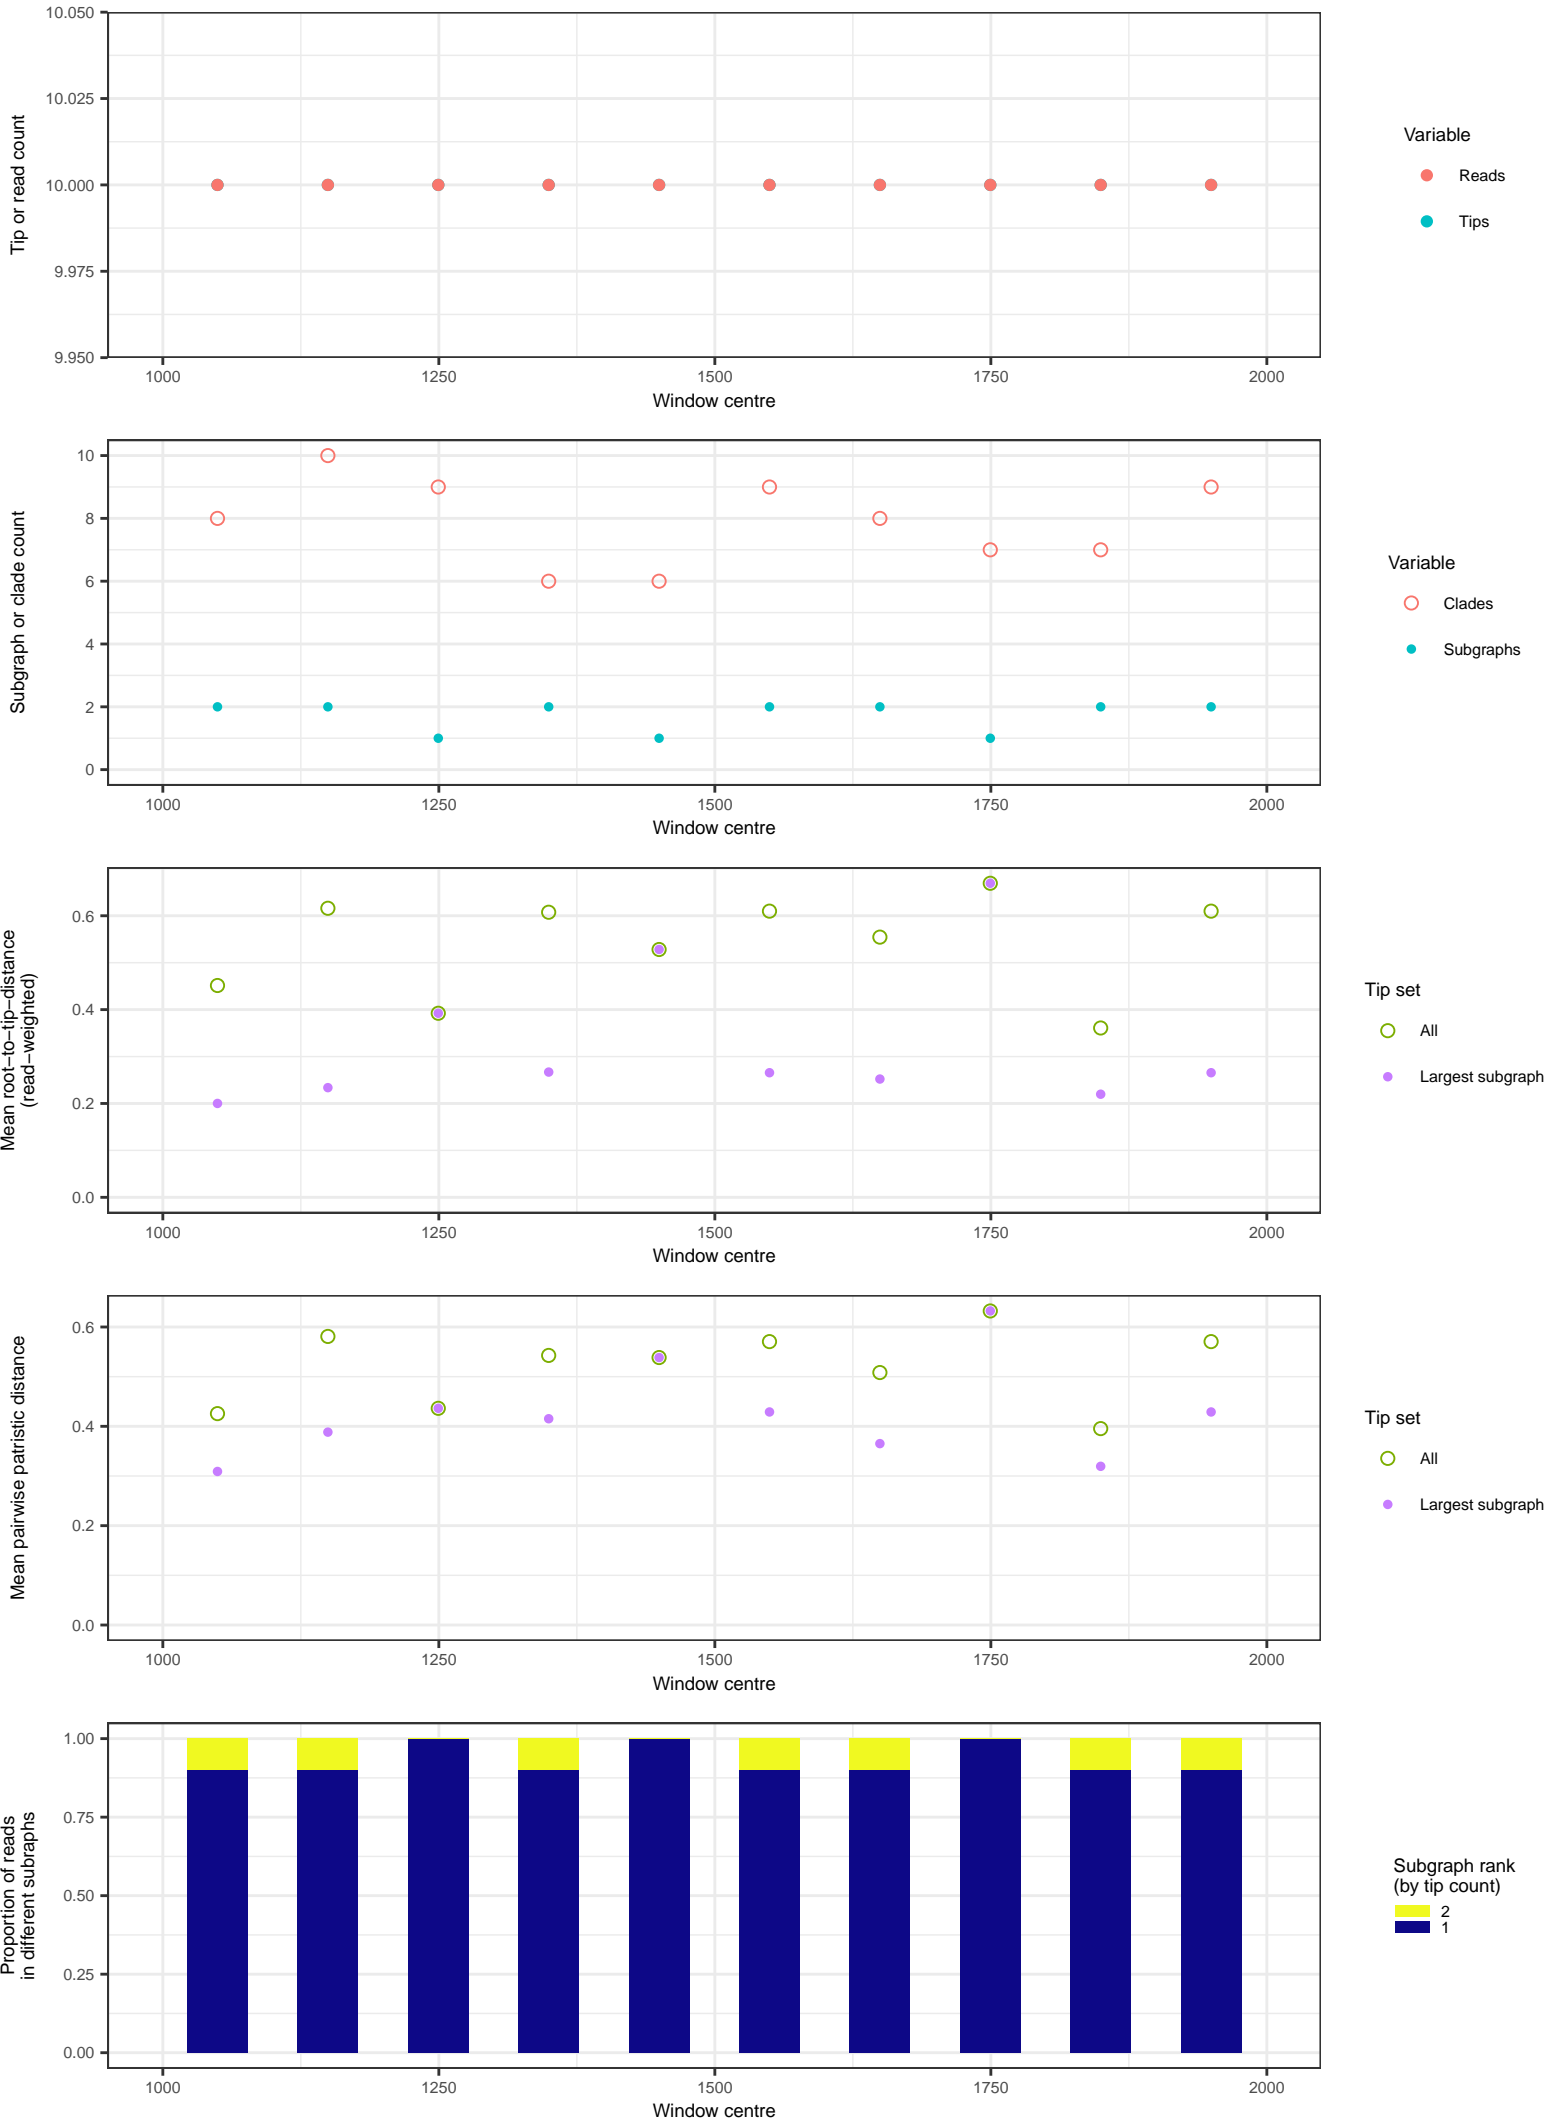 10.050
10.025
10.000
9.975
9.950
Tip or read count
1000 1250 1500 1750 2000
Window centre
Variable
Reads
Tips
10
8
6
4
2
0
Subgraph or clade count
1000 1250 1500 1750 2000
Window centre
Variable
Clades
Subgraphs
0.6
0.4
0.2
0.0
Mean root−to−tip−distance
(read−weighted)
1000 1250 1500 1750 2000
Window centre
Tip set
All
Largest subgraph
0.6
0.4
0.2
0.0
Mean pairwise patristic distance
1000 1250 1500 1750 2000
Window centre
Tip set
All
Largest subgraph
1.00
0.75
0.50
0.25
0.00
Proportion of reads
in different subraphs
1000 1250 1500 1750 2000
Window centre
Subgraph rank
(by tip count)
2
1